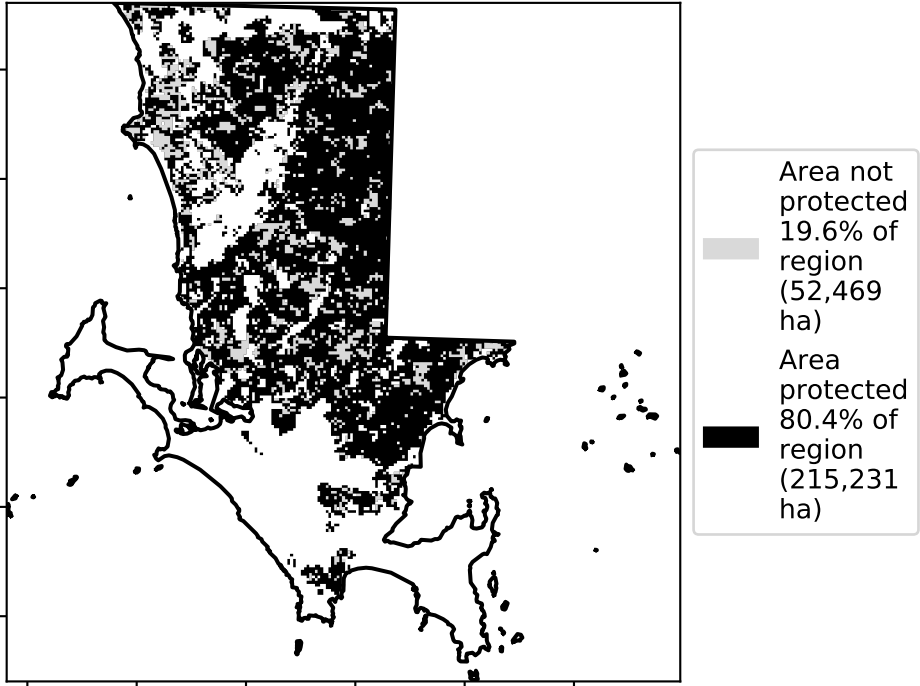 Area not
protected
19.6% of
region
(52,469
ha)
Area
protected
80.4% of
region
(215,231
ha)